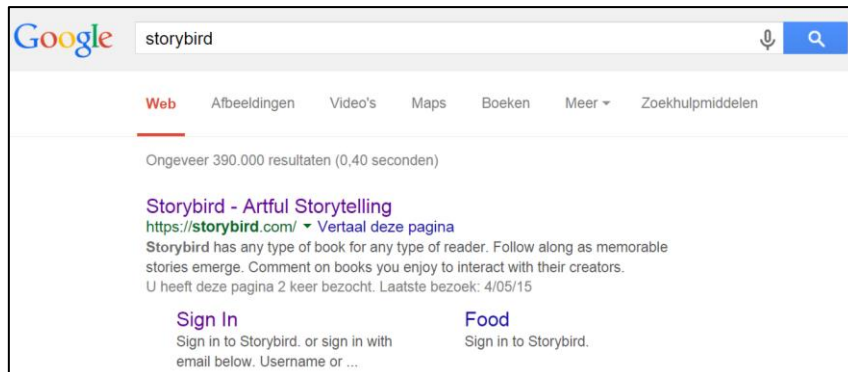 Google storybird
Web Afbeeldingen Video's Maps Boeken Meer Zoekhulpmiddelen
Ongeveer 390.000 resultaten (0,40 seconden)
Storybird - Artful Storytelling
https://storybird.com/ Vertaal deze pagina
Storybird has any type of book for any type of reader. Follow along as memorable
stories emerge. Comment on books you enjoy to interact with their creators.
U heeft deze pagina 2 keer bezocht. Laatste bezoek: 4/05/15
Sign In
Sign in to Storybird. or sign in with
email below. Username or ...
Food
Sign in to Storybird.